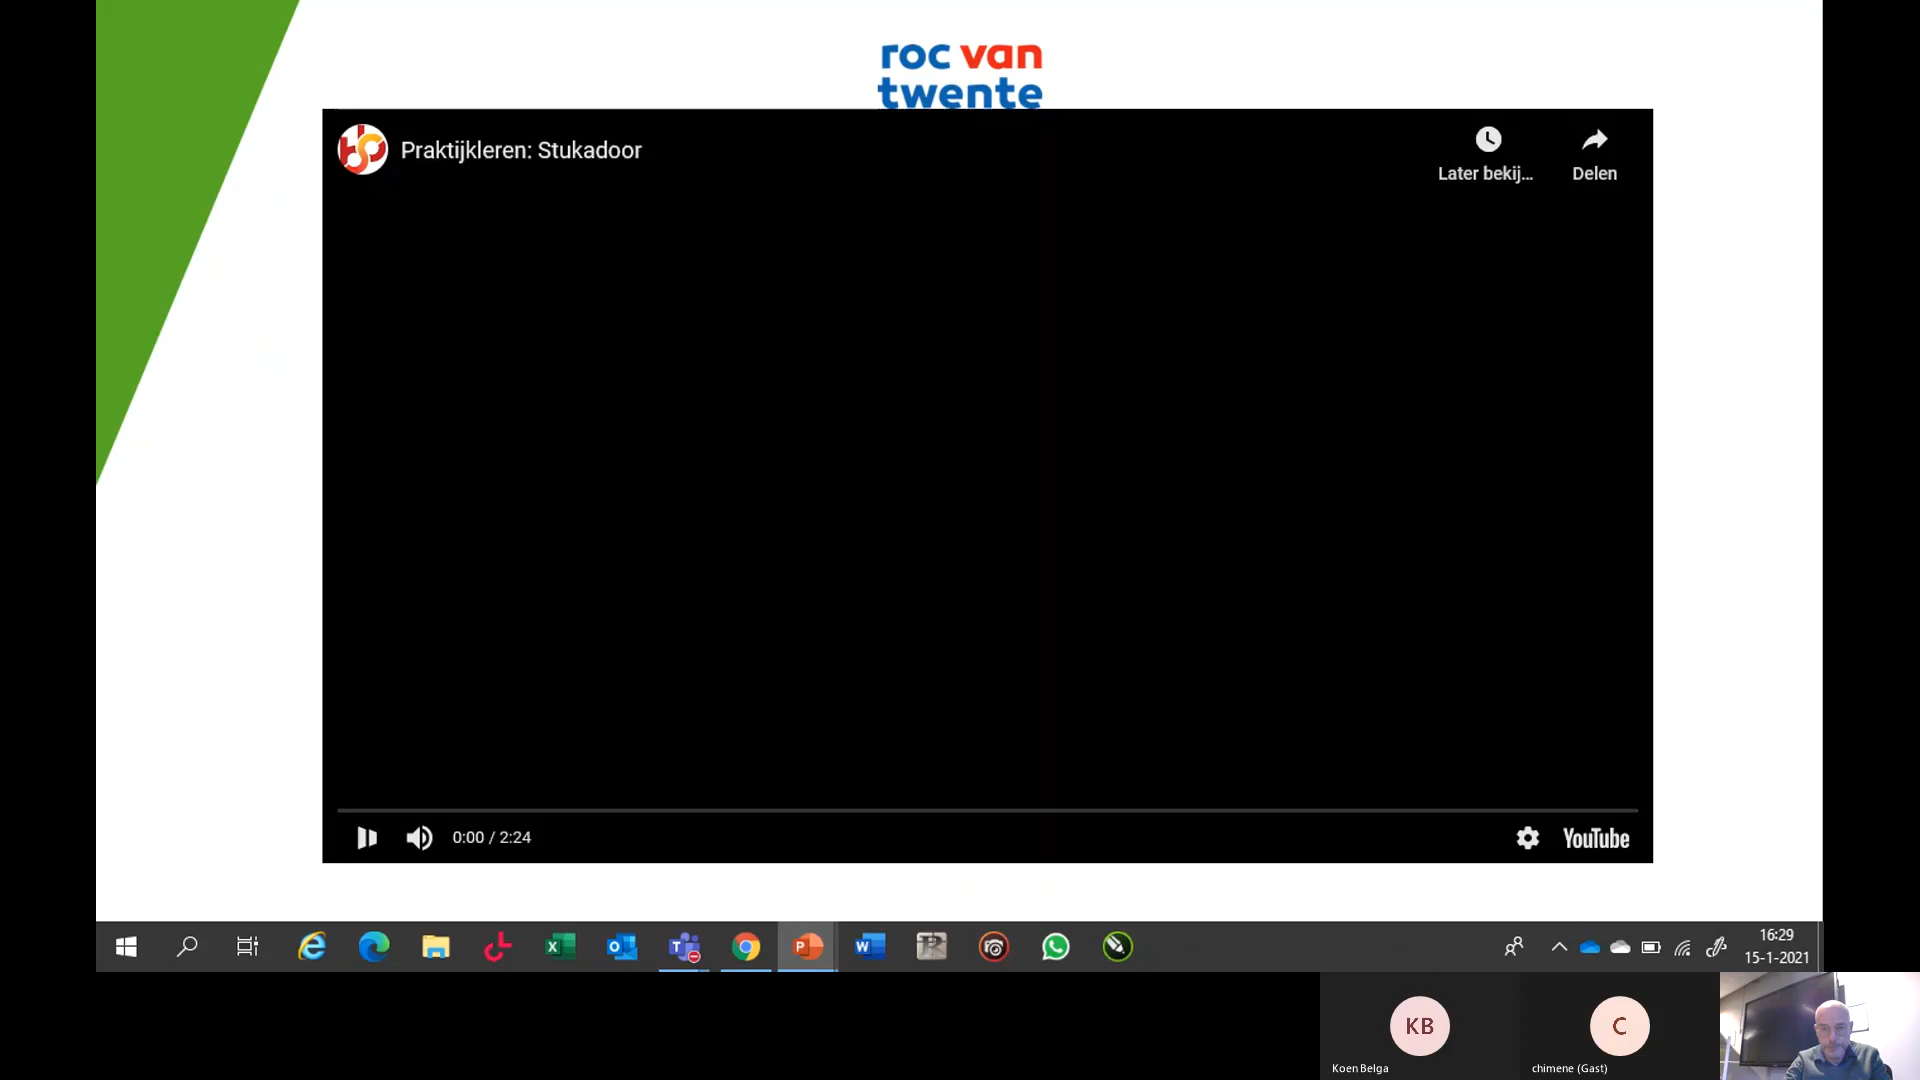 roc van
twente
Praktijkleren: Stukadoor
Later bekij...
Delen
0:00 / 2:24
YouTube
16:29
15-1-2021
KB
C
Koen Belga
chimene (Gast)